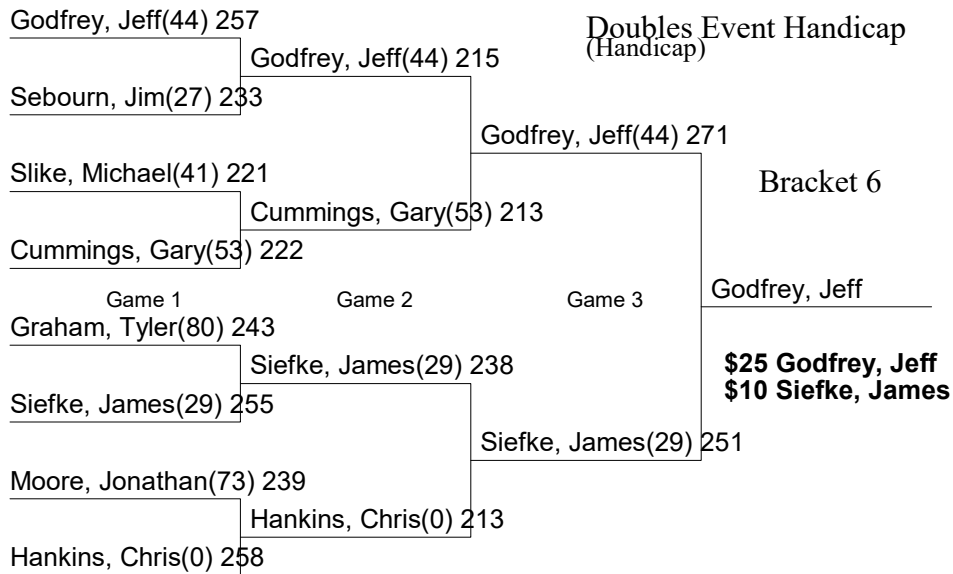 Godfrey, Jeff(44) 257
Doubles Event Handicap
(Handicap)
Godfrey, Jeff(44) 215
Sebourn, Jim(27) 233
Godfrey, Jeff(44) 271
Slike, Michael(41) 221
Bracket 6
Cummings, Gary(53) 213
Cummings, Gary(53) 222
Game 1
Game 2
Game 3
Godfrey, Jeff
Graham, Tyler(80) 243
Siefke, James(29) 238
$25 Godfrey, Jeff
$10 Siefke, James
Siefke, James(29) 255
Siefke, James(29) 251
Moore, Jonathan(73) 239
Hankins, Chris(0) 213
Hankins, Chris(0) 258